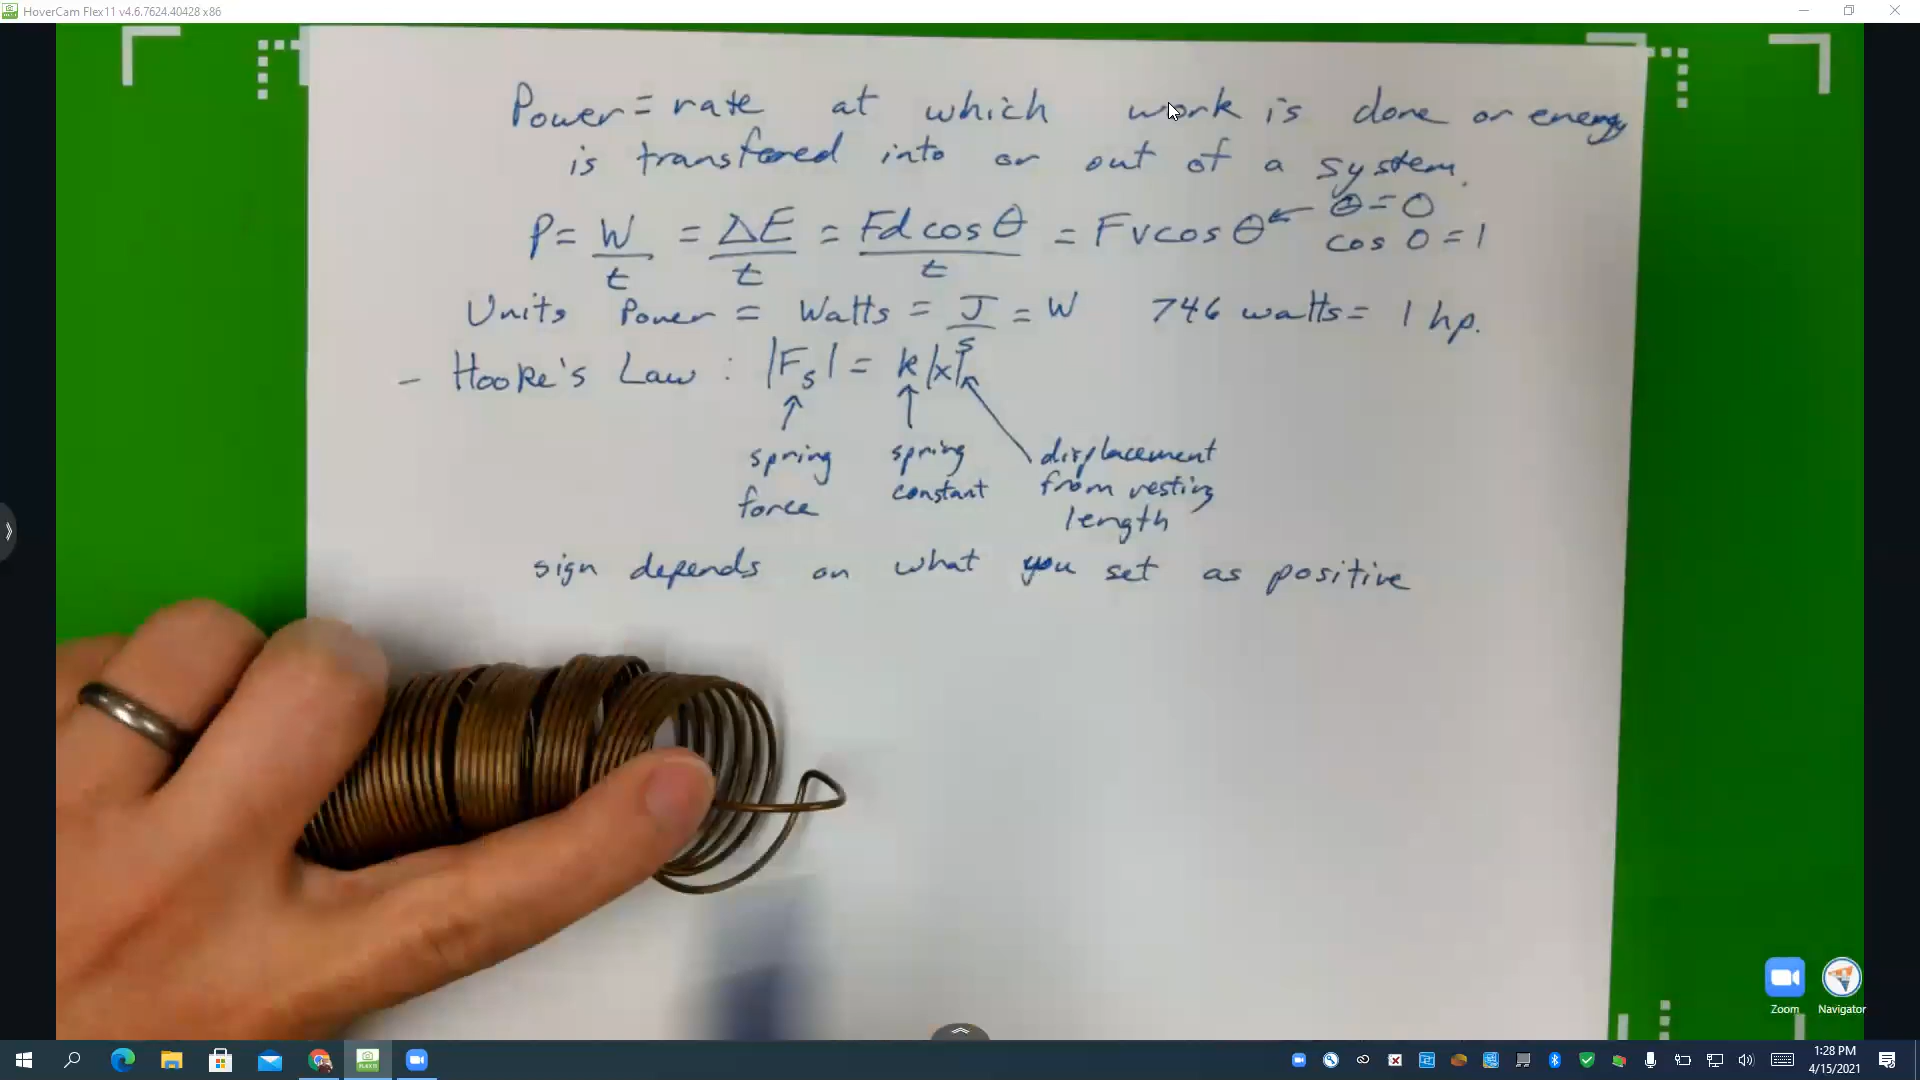 HoverCam Flex11 v4.6.7624.40428 x86
Power = rate at which work is done or energy
is transfered into or out of a system.
P = W/t = ΔE/t = Fd cos θ/t = Fv cos θ ← θ = 0
cos 0 = 1
Units Power = Watts = J/s = W 746 watts = 1 hp.
- Hooke's Law : |Fs| = k|x|
spring force
spring constant
displacement from resting length
sign depends on what you set as positive
Zoom
Navigator
1:28 PM
4/15/2021